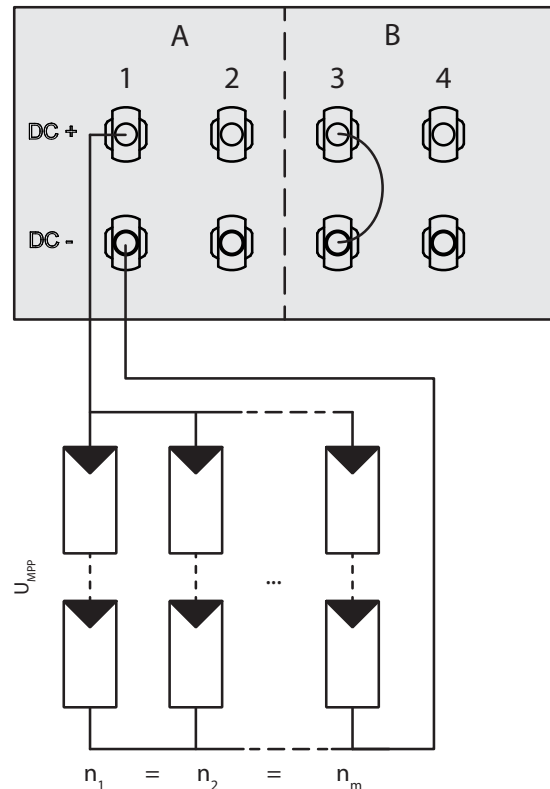 A B
1 2 3 4
DC +
DC -
U_MPP
...
n_1 = n_2 = n_m